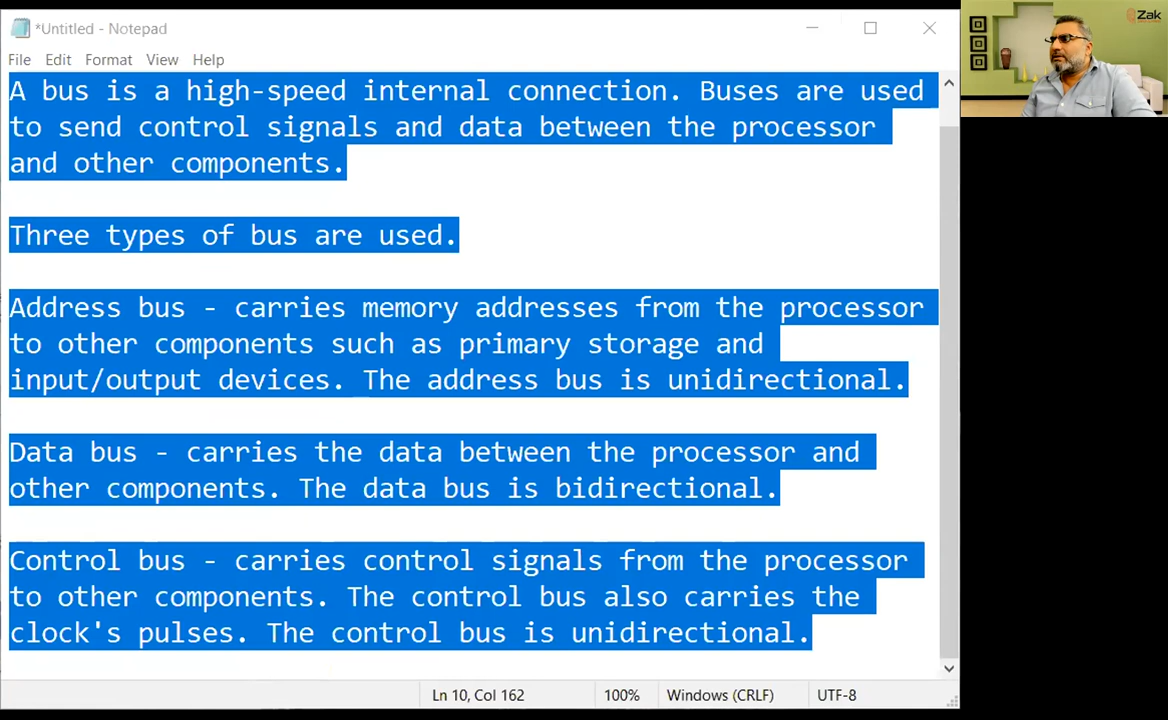 *Untitled - Notepad
File Edit Format View Help
A bus is a high-speed internal connection. Buses are used
to send control signals and data between the processor
and other components.
Three types of bus are used.
Address bus - carries memory addresses from the processor
to other components such as primary storage and
input/output devices. The address bus is unidirectional.
Data bus - carries the data between the processor and
other components. The data bus is bidirectional.
Control bus - carries control signals from the processor
to other components. The control bus also carries the
clock's pulses. The control bus is unidirectional.
Ln 10, Col 162 100% Windows (CRLF) UTF-8
Zak